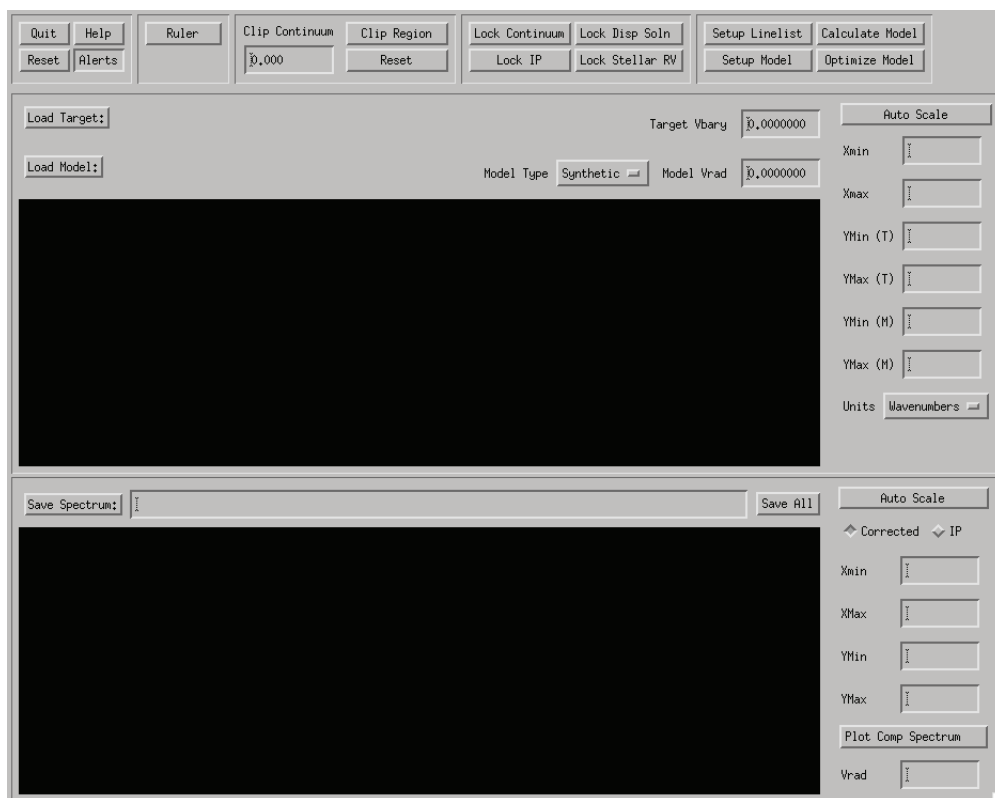 Quit Help Ruler Clip Continuum Clip Region Lock Continuum Lock Disp Soln Setup Linelist Calculate Model
Reset Alerts 0.000 Reset Lock IP Lock Stellar RV Setup Model Optimize Model
Load Target: Target Vbary 0.0000000 Auto Scale
Xmin
Load Model: Model Type Synthetic Model Vrad 0.0000000
Xmax
YMin (T)
YMax (T)
YMin (M)
YMax (M)
Units Wavenumbers
Save Spectrum: Save All Auto Scale
Corrected IP
Xmin
XMax
YMin
YMax
Plot Comp Spectrum
Vrad